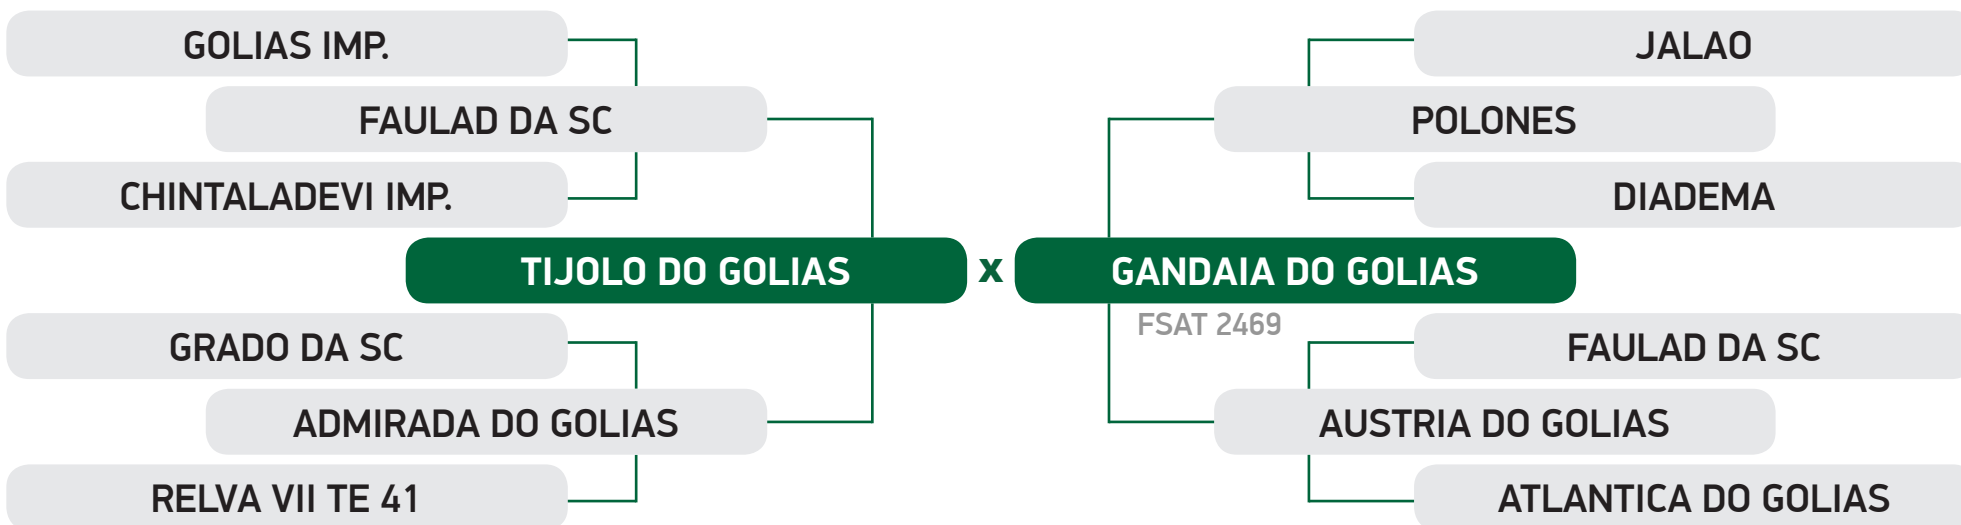 GOLIAS IMP.
JALAO
FAULAD DA SC
POLONES
CHINTALADEVI IMP.
DIADEMA
TIJOLO DO GOLIAS x GANDAIA DO GOLIAS
FSAT 2469
GRADO DA SC
FAULAD DA SC
ADMIRADA DO GOLIAS
AUSTRIA DO GOLIAS
RELVA VII TE 41
ATLANTICA DO GOLIAS